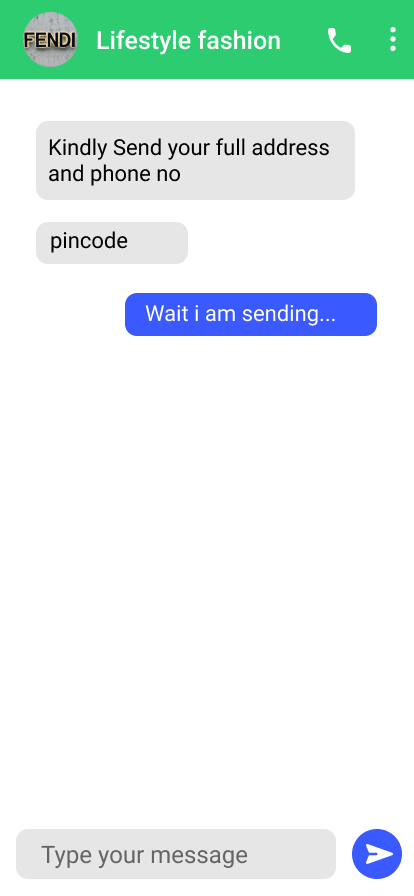 FENDI
Lifestyle fashion
Kindly Send your full address
and phone no
pincode
Wait i am sending...
Type your message